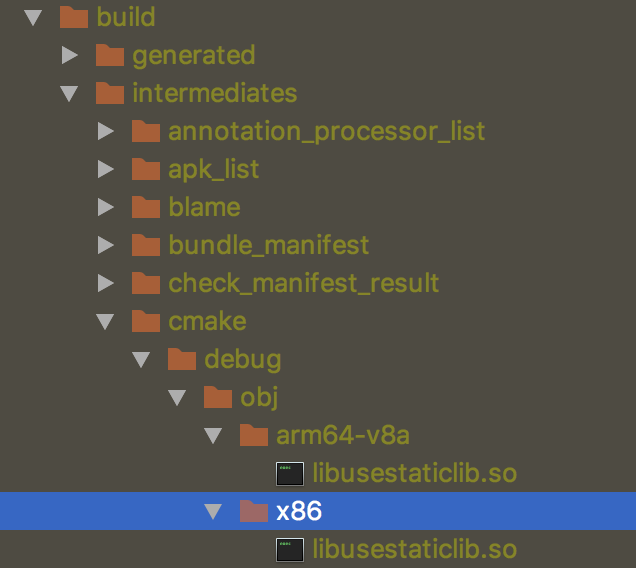 build
generated
intermediates
annotation_processor_list
apk_list
blame
bundle_manifest
check_manifest_result
cmake
debug
obj
arm64-v8a
libusestaticlib.so
x86
libusestaticlib.so